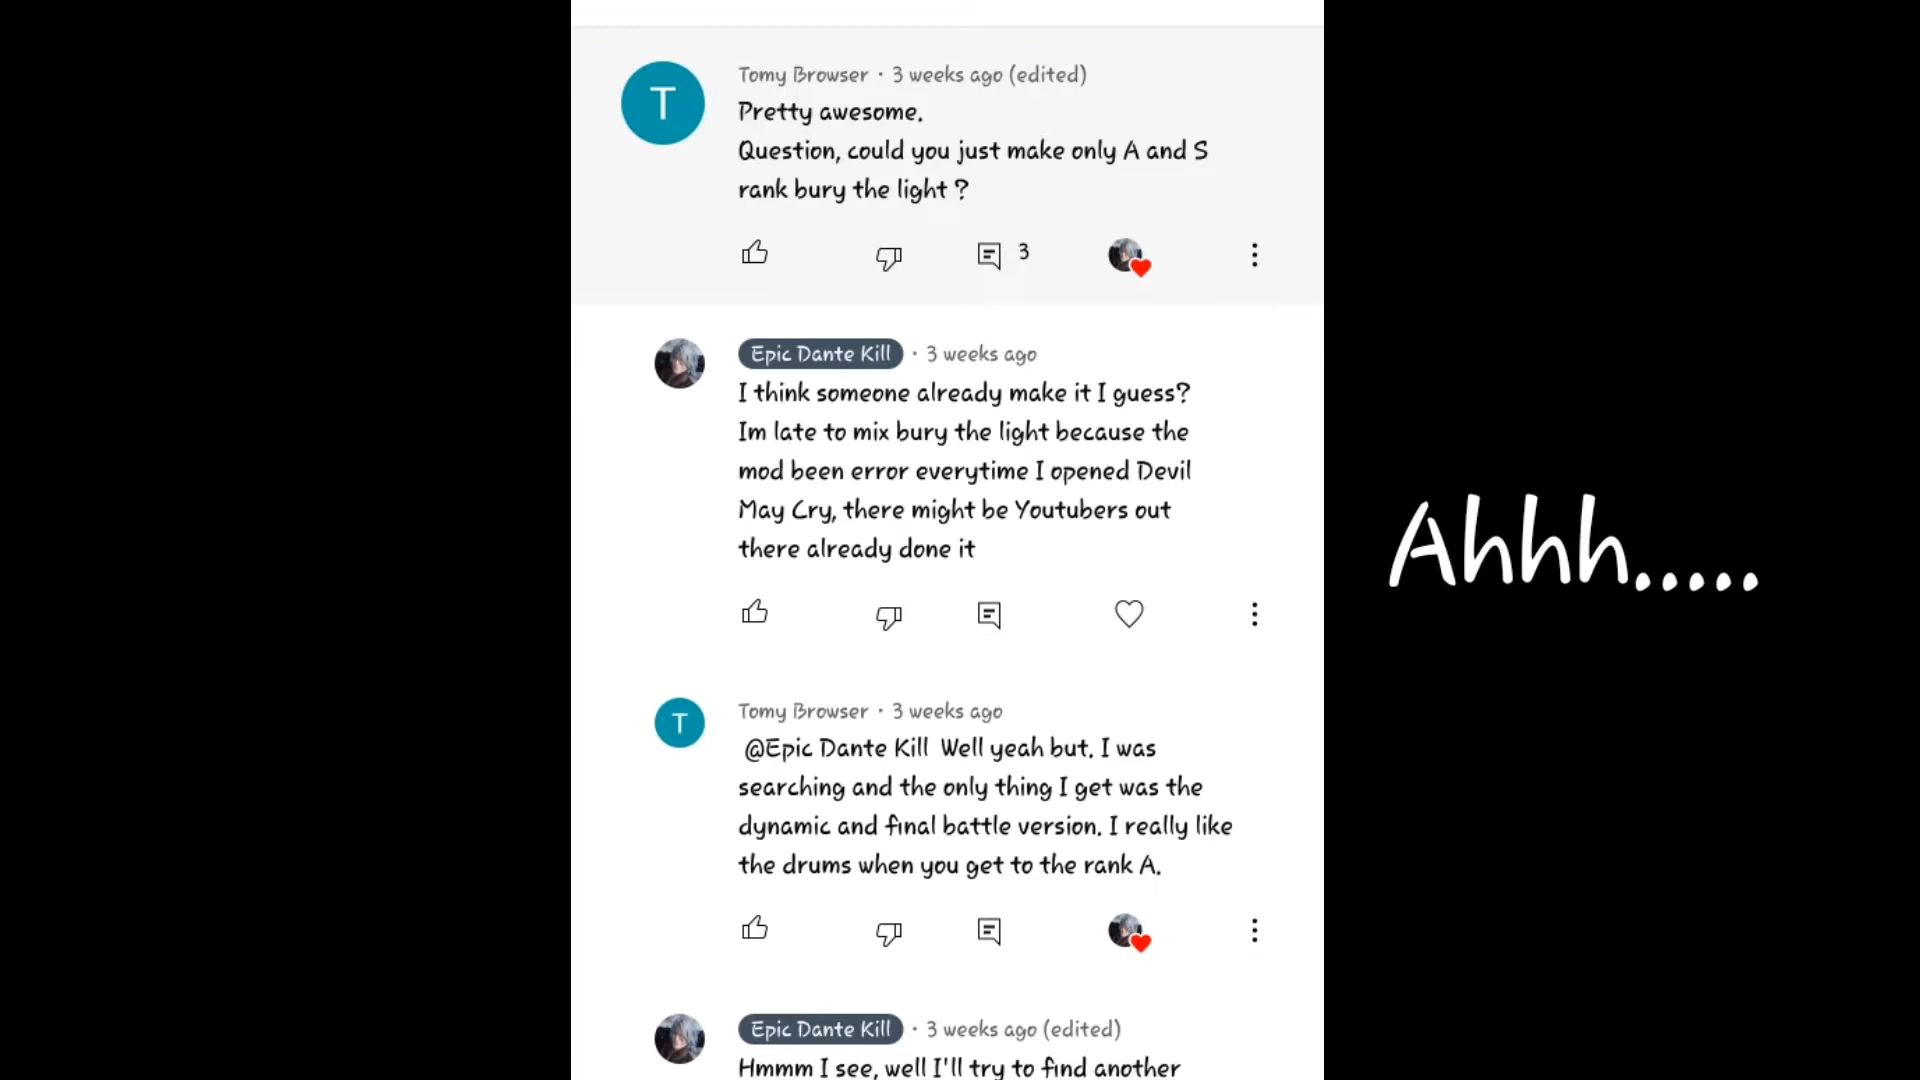 T
Tomy Browser · 3 weeks ago (edited)
Pretty awesome.
Question, could you just make only A and S
rank bury the light ?
3
Epic Dante Kill · 3 weeks ago
I think someone already make it I guess?
Im late to mix bury the light because the
mod been error everytime I opened Devil
May Cry, there might be Youtubers out
there already done it
Ahhh.....
T
Tomy Browser · 3 weeks ago
@Epic Dante Kill Well yeah but. I was
searching and the only thing I get was the
dynamic and final battle version. I really like
the drums when you get to the rank A.
Epic Dante Kill · 3 weeks ago (edited)
Hmmm I see, well I'll try to find another